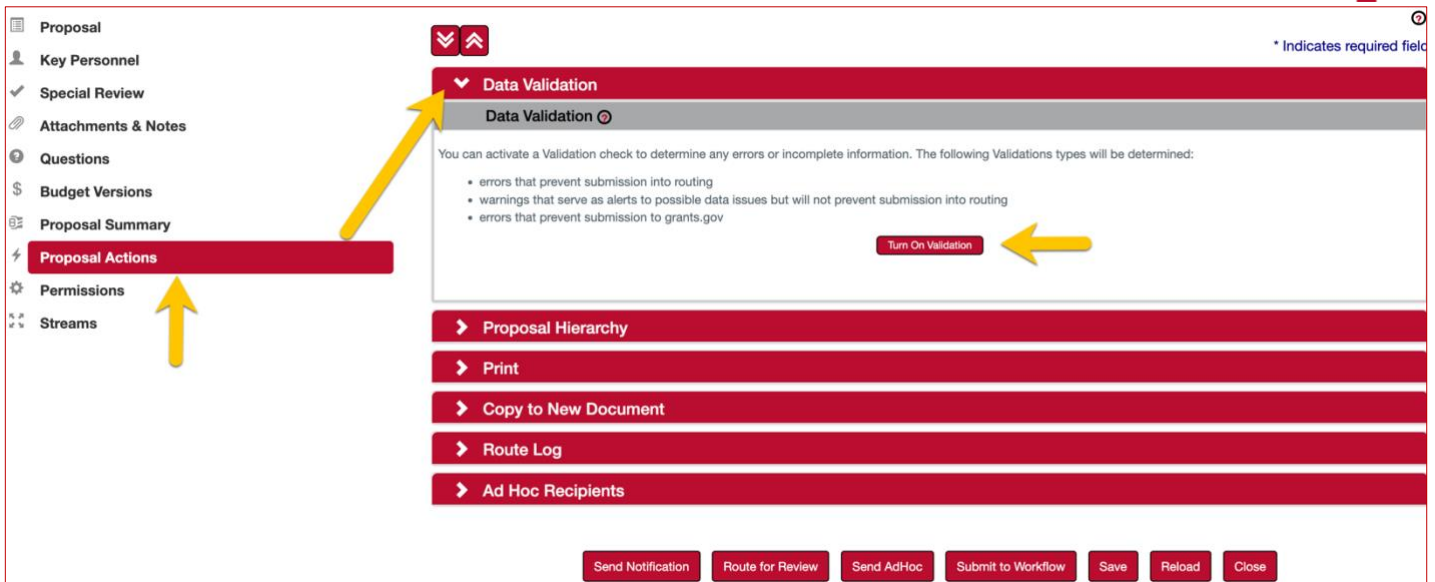 Proposal
Key Personnel
Special Review
Attachments & Notes
Questions
Budget Versions
Proposal Summary
Proposal Actions
Permissions
Streams
* Indicates required field
Data Validation
Data Validation
You can activate a Validation check to determine any errors or incomplete information. The following Validations types will be determined:
• errors that prevent submission into routing
• warnings that serve as alerts to possible data issues but will not prevent submission into routing
• errors that prevent submission to grants.gov
Turn On Validation
Proposal Hierarchy
Print
Copy to New Document
Route Log
Ad Hoc Recipients
Send Notification Route for Review Send AdHoc Submit to Workflow Save Reload Close